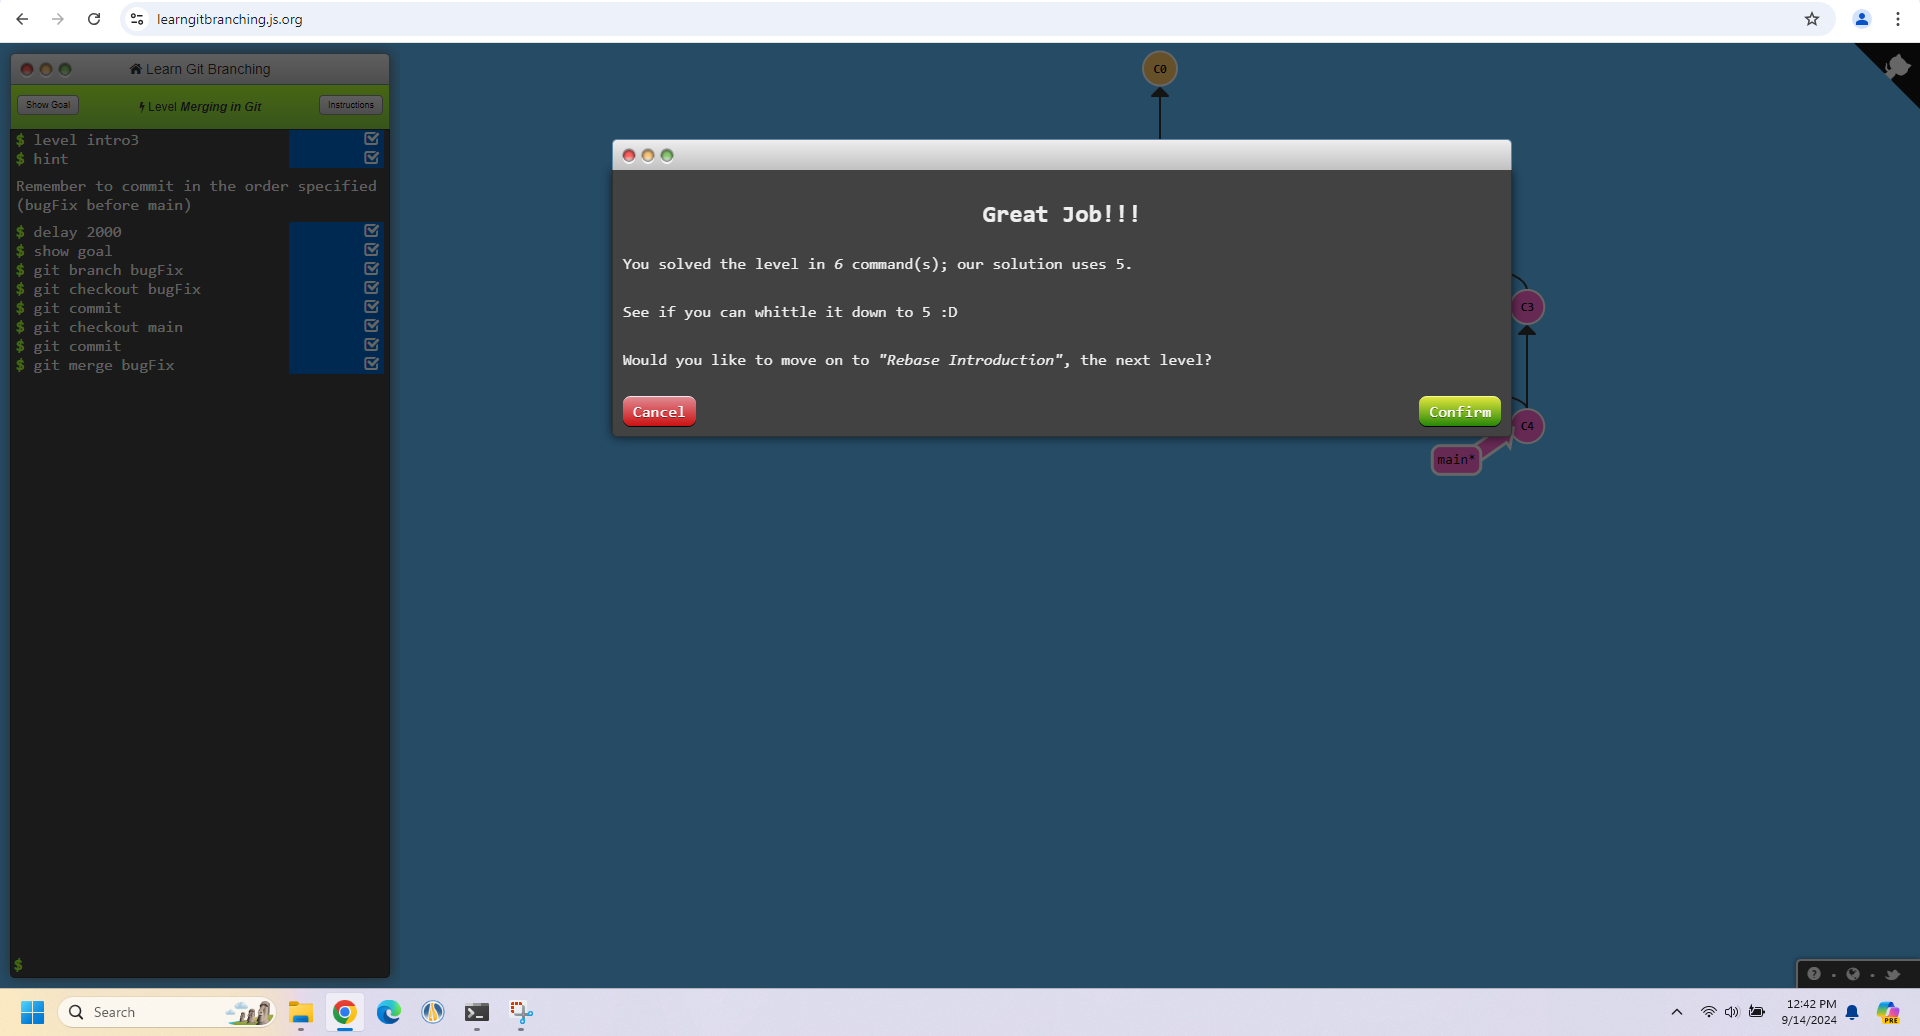 learngitbranching.js.org
Learn Git Branching
Show Goal
Level Merging in Git
Instructions
$ level intro3
$ hint
Remember to commit in the order specified
(bugFix before main)
$ delay 2000
$ show goal
$ git branch bugFix
$ git checkout bugFix
$ git commit
$ git checkout main
$ git commit
$ git merge bugFix
$
C0
Great Job!!!
You solved the level in 6 command(s); our solution uses 5.
See if you can whittle it down to 5 :D
Would you like to move on to "Rebase Introduction", the next level?
Cancel
Confirm
C3
C4
main*
Search
12:42 PM
9/14/2024
PRE